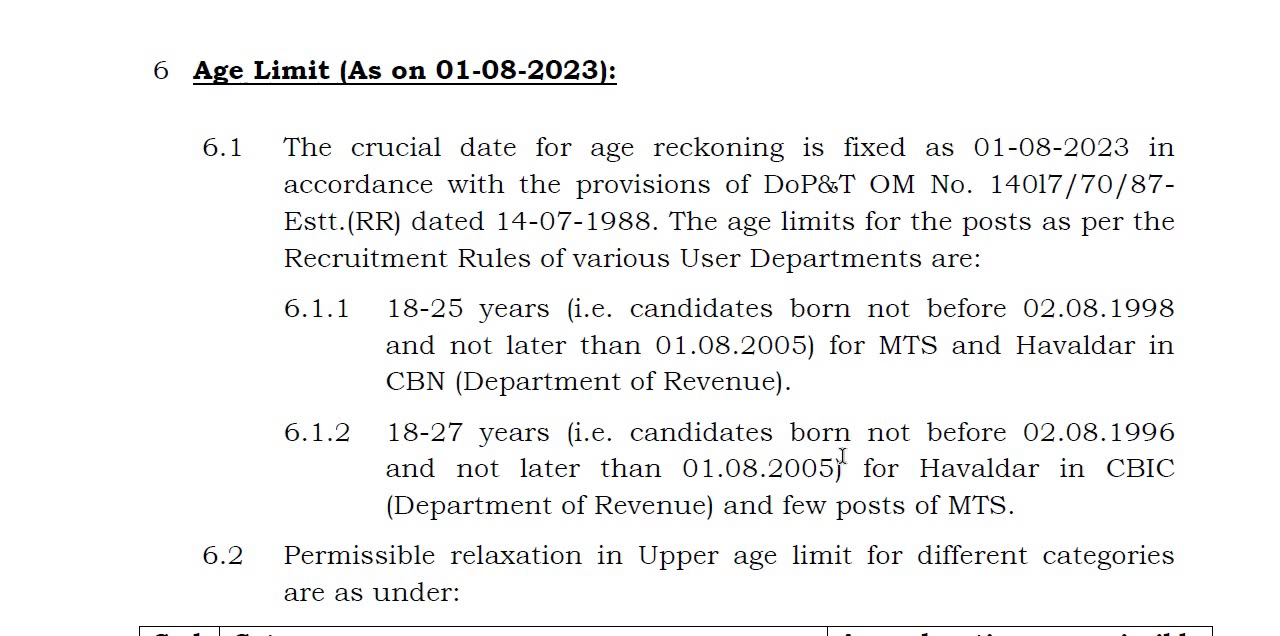 6 Age Limit (As on 01-08-2023):
6.1 The crucial date for age reckoning is fixed as 01-08-2023 in
accordance with the provisions of DoP&T OM No. 140l7/70/87-
Estt.(RR) dated 14-07-1988. The age limits for the posts as per the
Recruitment Rules of various User Departments are:
6.1.1 18-25 years (i.e. candidates born not before 02.08.1998
and not later than 01.08.2005) for MTS and Havaldar in
CBN (Department of Revenue).
6.1.2 18-27 years (i.e. candidates born not before 02.08.1996
and not later than 01.08.2005) for Havaldar in CBIC
(Department of Revenue) and few posts of MTS.
6.2 Permissible relaxation in Upper age limit for different categories
are as under: